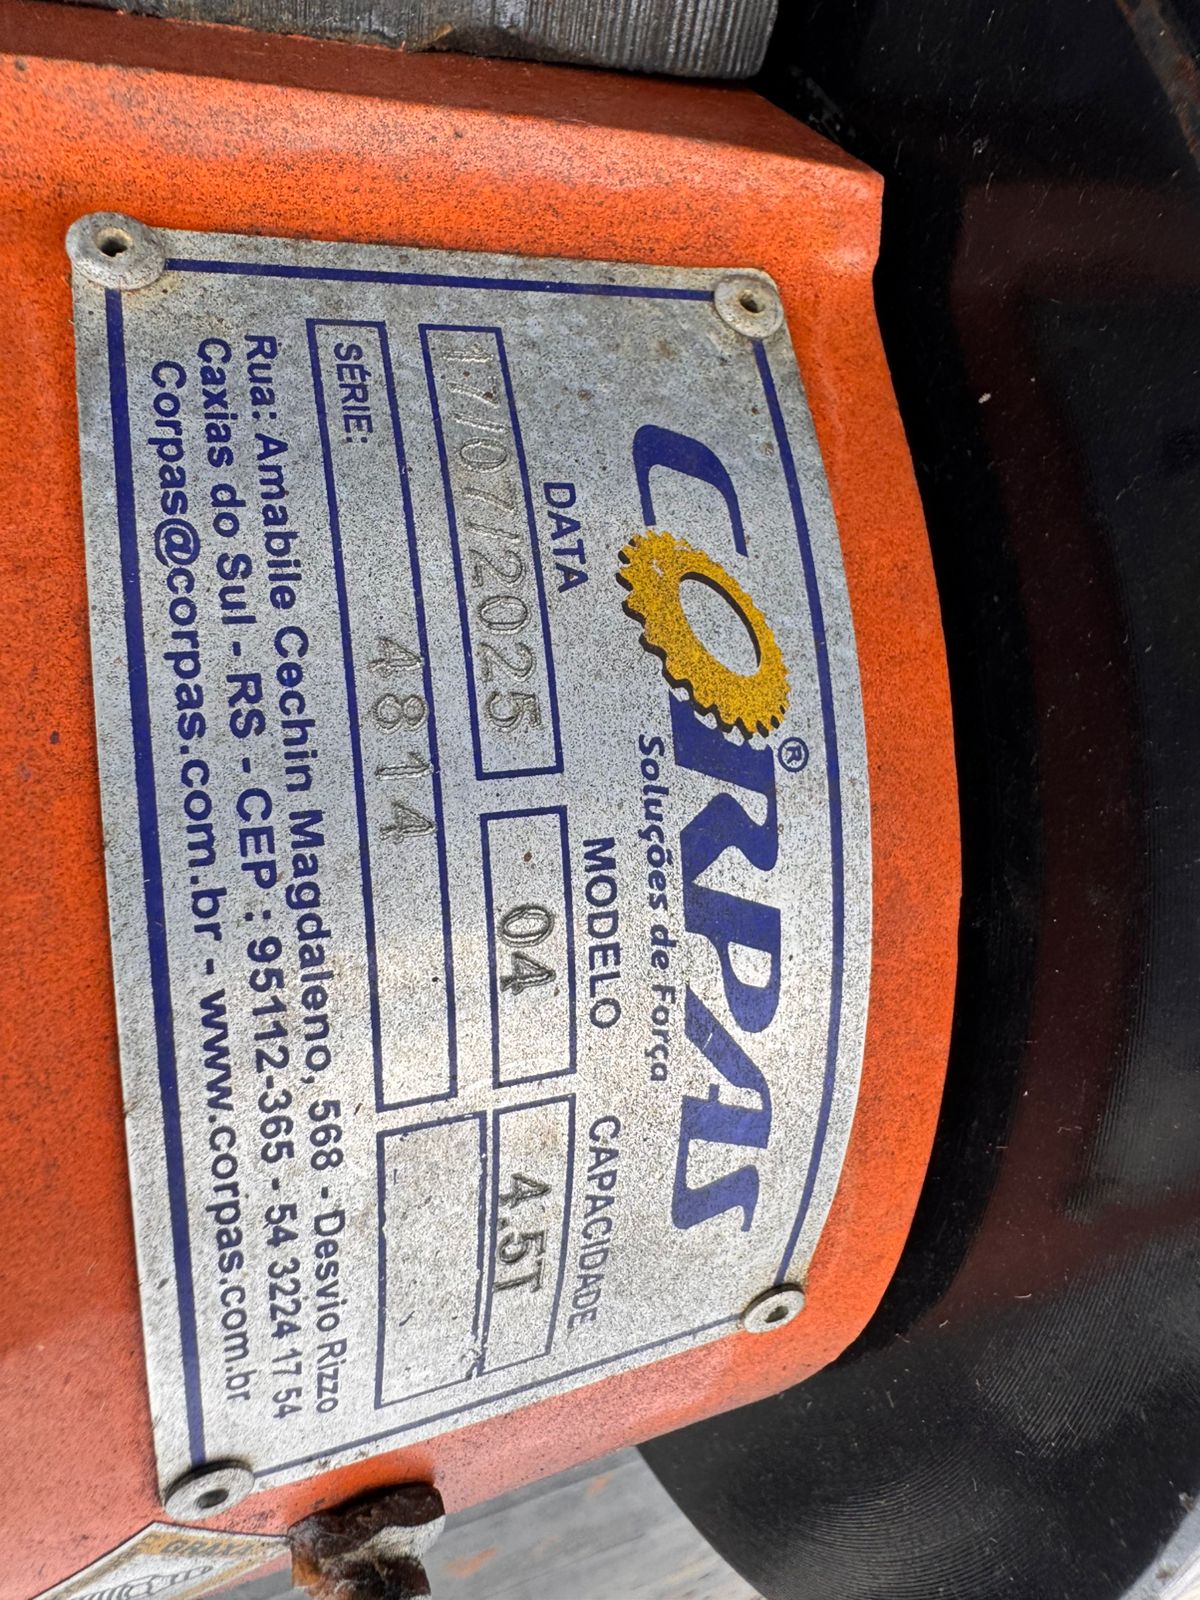 CORPAS®
Soluções de Força
DATA MODELO CAPACIDADE
17/07/2025 04 4.5T
SÉRIE: 4814
Rua: Amabile Cechin Magdaleno, 568 - Desvio Rizzo
Caxias do Sul - RS - CEP : 95112-365 - 54 3224 17 54
Corpas@corpas.com.br - www.corpas.com.br
GRAXA